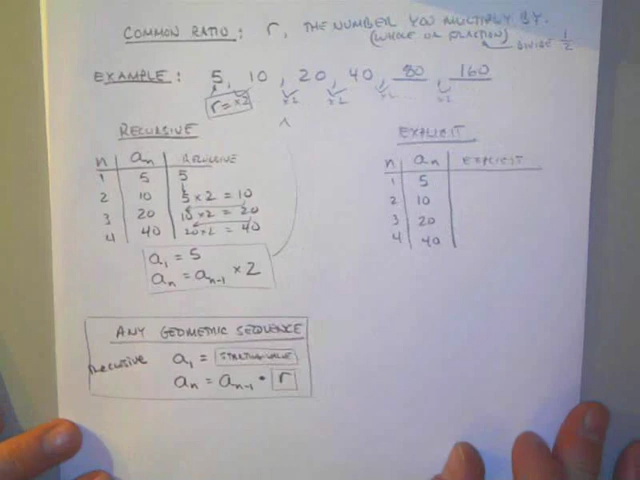 COMMON RATIO: r, THE NUMBER YOU MULTIPLY BY.
(WHOLE OR FRACTION) DIVIDE 1/2
EXAMPLE: 5, 10, 20, 40, 80, 160
r=×2 ×2 ×2 ×2 ×2
RECURSIVE
n an RECURSIVE
1 5 5
2 10 5×2 = 10
3 20 10×2 = 20
4 40 20×2 = 40
a1 = 5
an = an-1 × 2
EXPLICIT
n an EXPLICIT
1 5
2 10
3 20
4 40
ANY GEOMETRIC SEQUENCE
RECURSIVE a1 = STARTING VALUE
an = an-1 • r